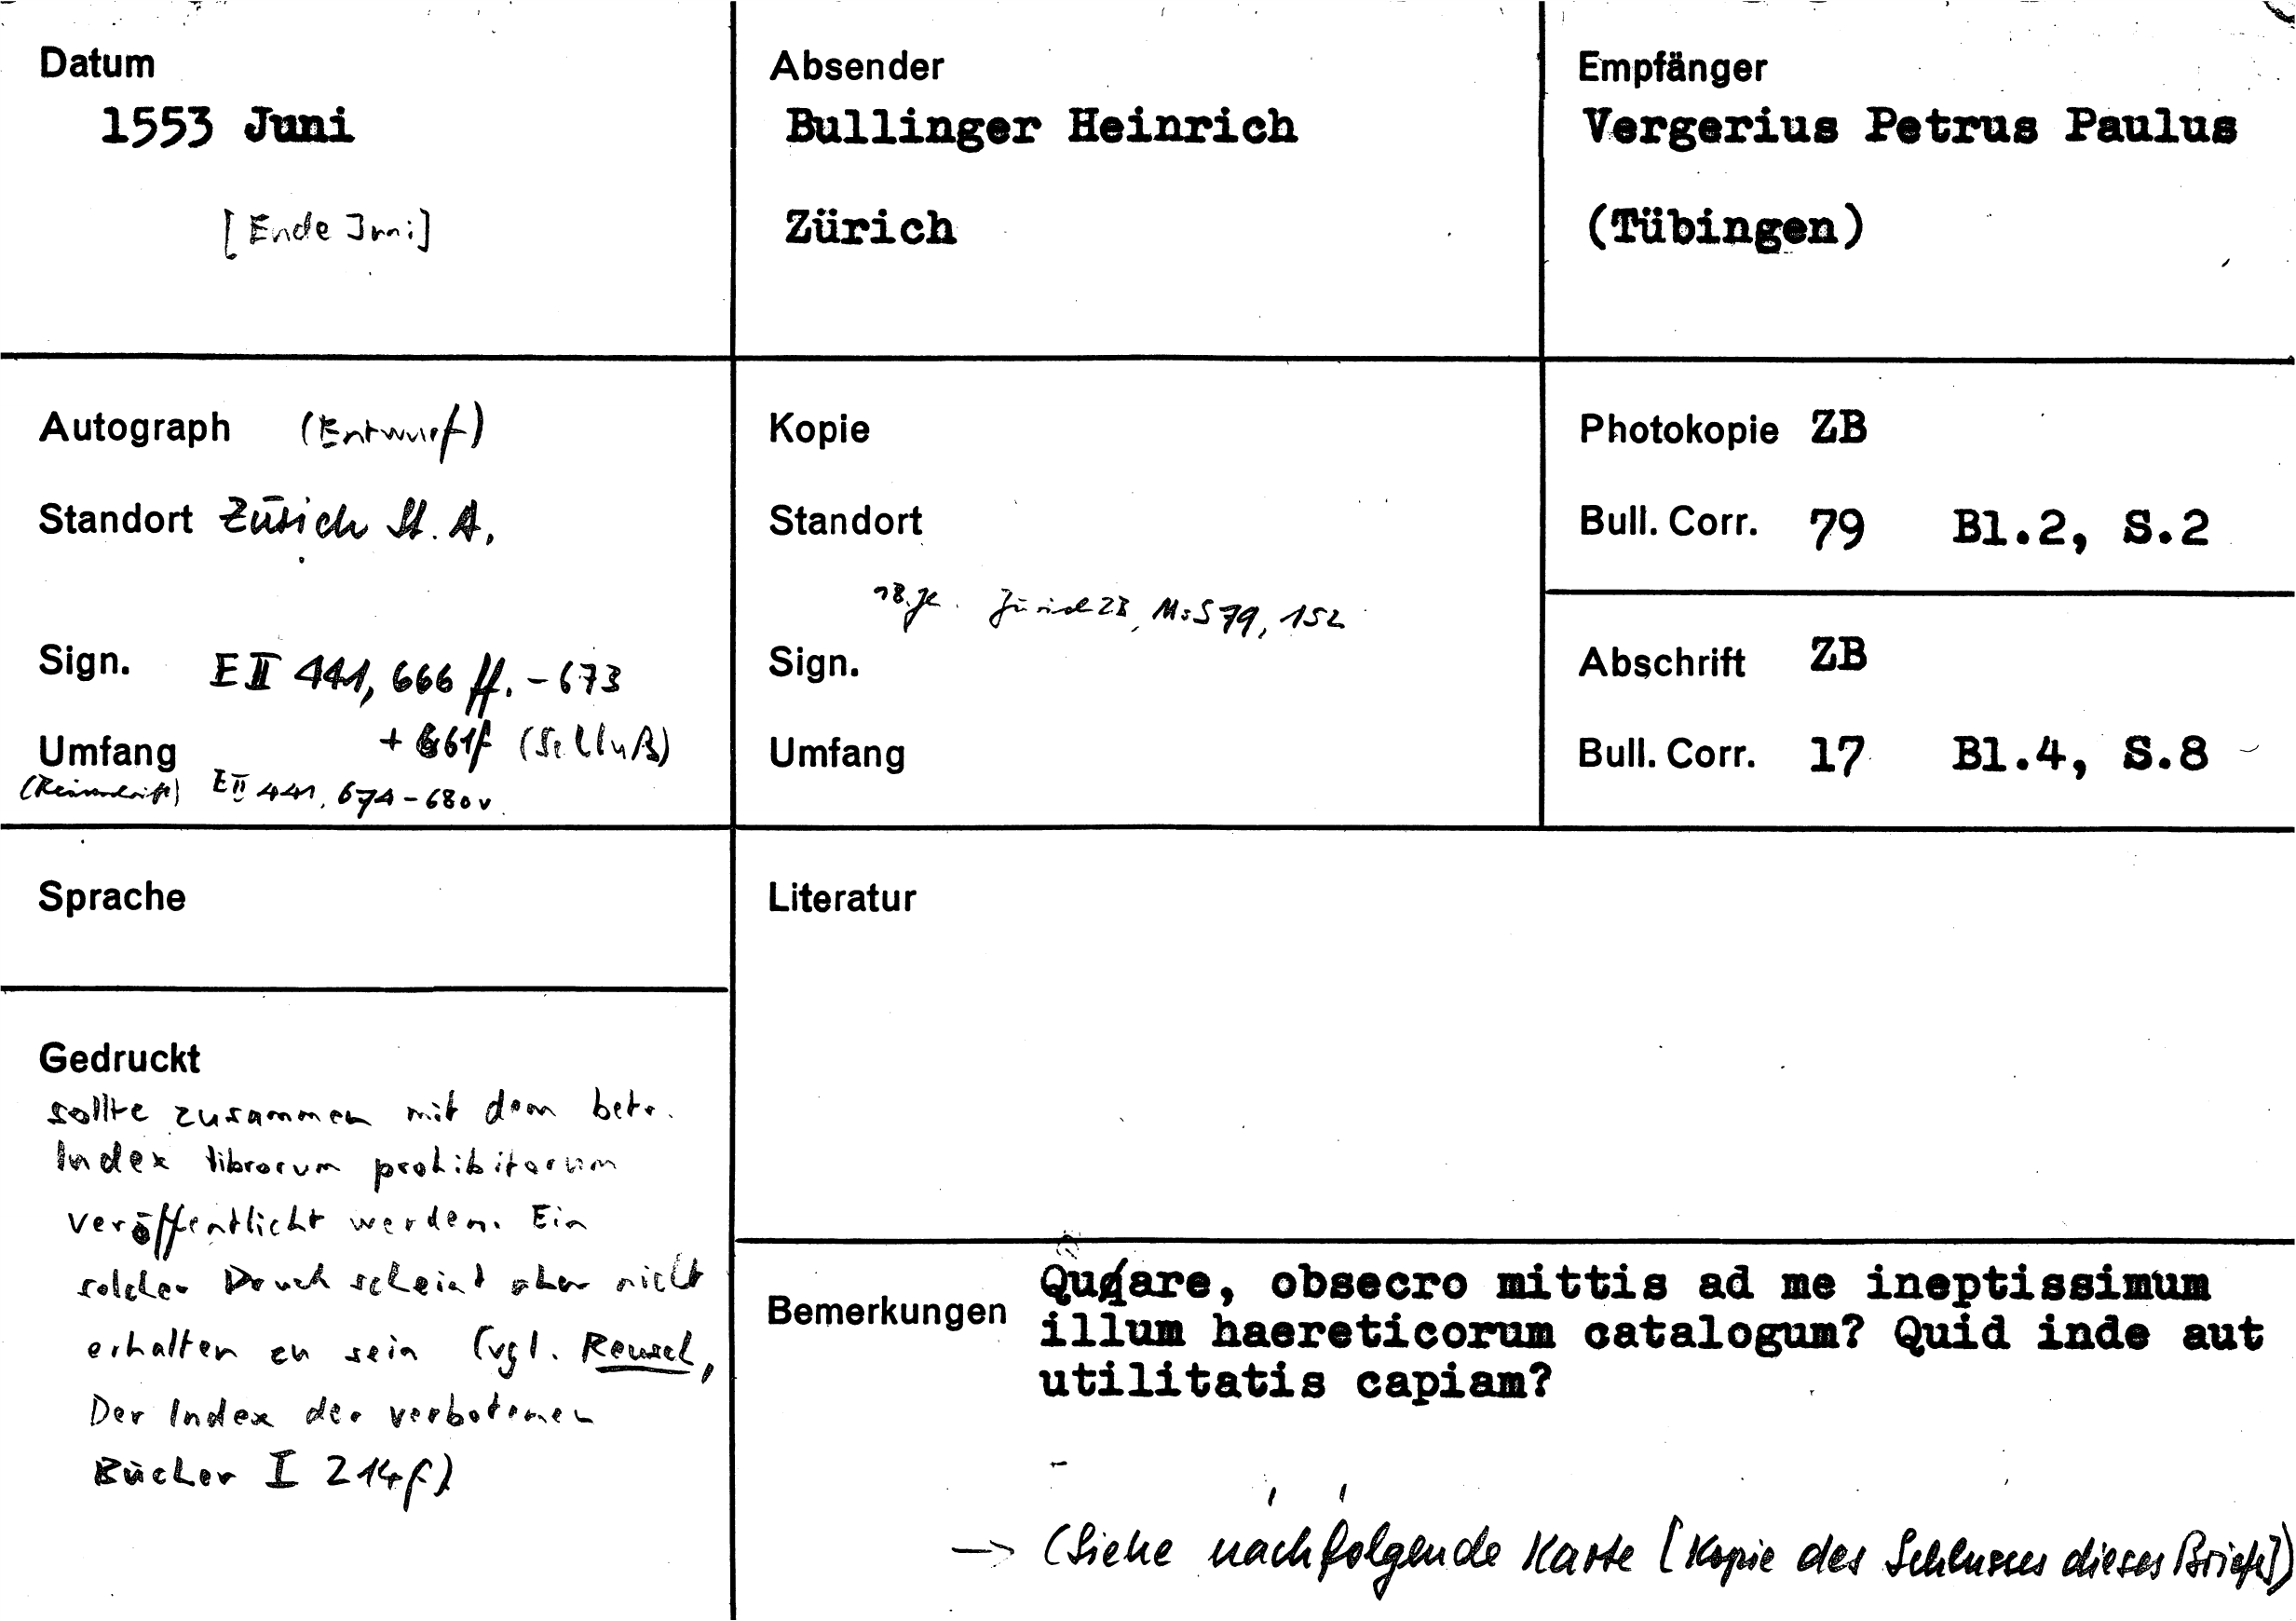 Datum
1553 Juni
[Ende Juni]
Absender
Bullinger Heinrich
Zürich
Empfänger
Vergerius Petrus Paulus
(Tübingen)
Autograph (Entwurf)
Standort Zürich St. A.
Sign. E II 441, 666 ff. - 673
+ 661f (Schluß)
Umfang
(Reinschrift) E II 441, 674 - 680 v.
Kopie
Standort
18. Jh. Zürich ZB, Ms S 79, 152
Sign.
Umfang
Photokopie ZB
Bull. Corr. 79 Bl.2, S.2
Abschrift ZB
Bull. Corr. 17 Bl.4, S.8
Sprache
Gedruckt
sollte zusammen mit dem betr.
Index librorum prohibitorum
veröffentlicht werden. Ein
solcher Druck scheint aber nicht
erhalten zu sein (vgl. Reusch,
Der Index der verbotenen
Bücher I 214f)
Literatur
Bemerkungen
Quare, obsecro mittis ad me ineptissimum
illum haereticorum catalogum? Quid inde aut
utilitatis capiam?
→ (Siehe nachfolgende Karte [Kopie des Schlusses dieses Briefs])